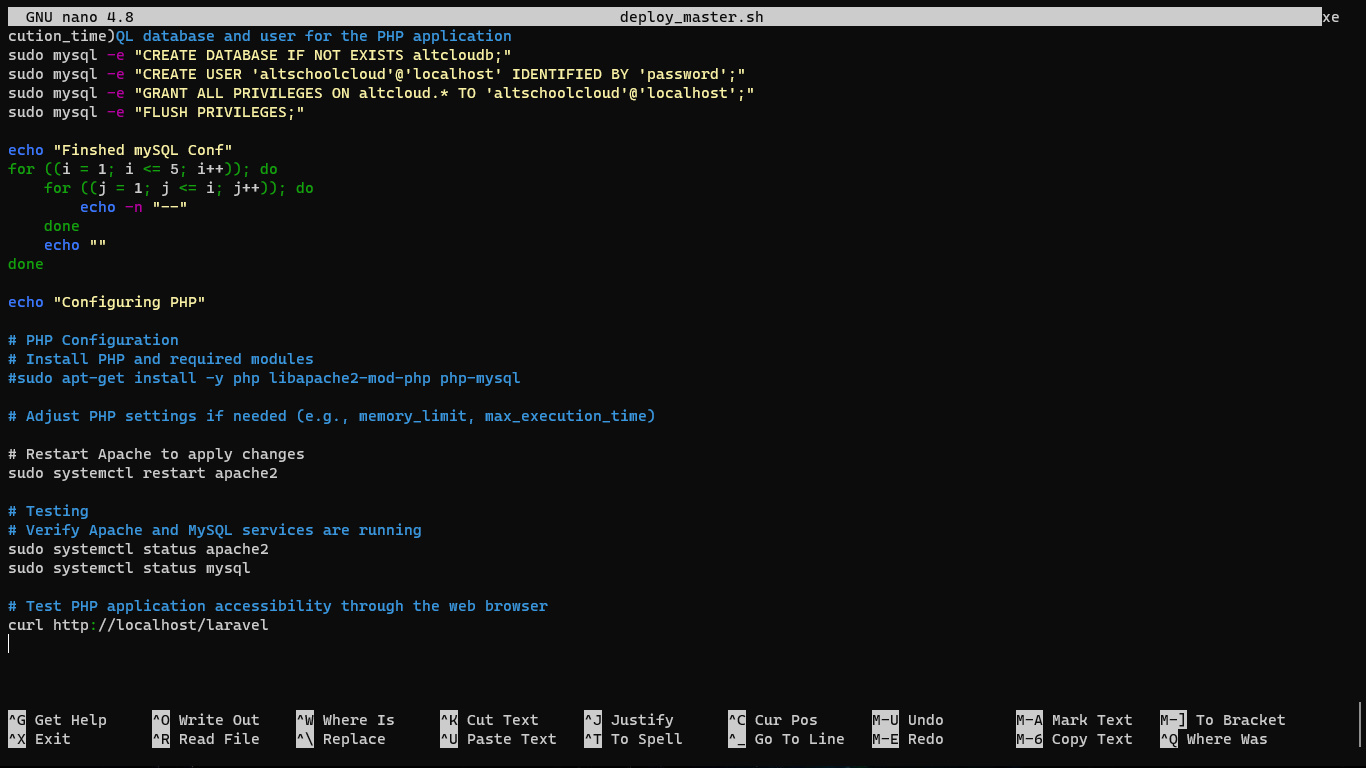 GNU nano 4.8 deploy_master.sh xe
cution_time)QL database and user for the PHP application
sudo mysql -e "CREATE DATABASE IF NOT EXISTS altcloudb;"
sudo mysql -e "CREATE USER 'altschoolcloud'@'localhost' IDENTIFIED BY 'password';"
sudo mysql -e "GRANT ALL PRIVILEGES ON altcloud.* TO 'altschoolcloud'@'localhost';"
sudo mysql -e "FLUSH PRIVILEGES;"

echo "Finshed mySQL Conf"
for ((i = 1; i <= 5; i++)); do
    for ((j = 1; j <= i; j++)); do
        echo -n "--"
    done
    echo ""
done

echo "Configuring PHP"

# PHP Configuration
# Install PHP and required modules
#sudo apt-get install -y php libapache2-mod-php php-mysql

# Adjust PHP settings if needed (e.g., memory_limit, max_execution_time)

# Restart Apache to apply changes
sudo systemctl restart apache2

# Testing
# Verify Apache and MySQL services are running
sudo systemctl status apache2
sudo systemctl status mysql

# Test PHP application accessibility through the web browser
curl http://localhost/laravel

^G Get Help ^O Write Out ^W Where Is ^K Cut Text ^J Justify ^C Cur Pos M-U Undo M-A Mark Text M-] To Bracket
^X Exit ^R Read File ^\ Replace ^U Paste Text ^T To Spell ^_ Go To Line M-E Redo M-6 Copy Text ^Q Where Was